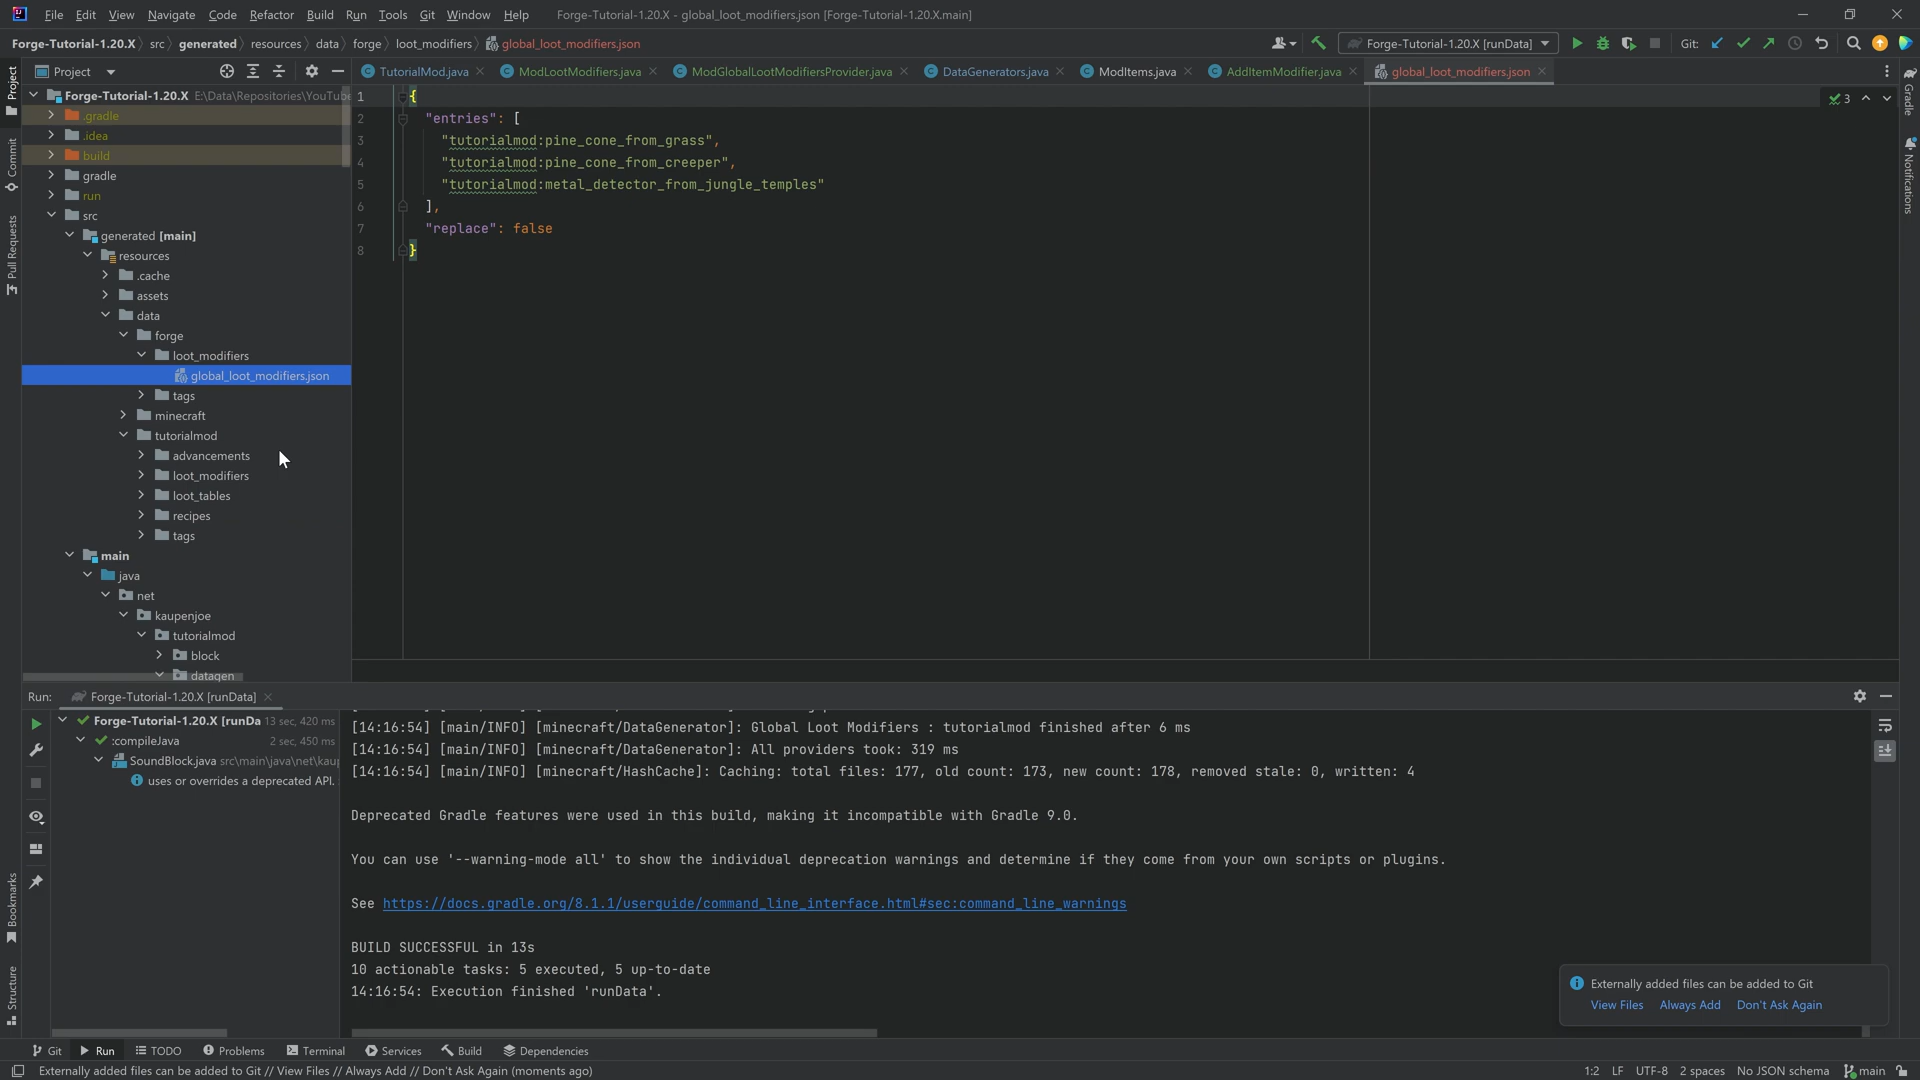 File Edit View Navigate Code Refactor Build Run Tools Git Window Help Forge-Tutorial-1.20.X - global_loot_modifiers.json [Forge-Tutorial-1.20.X.main]
Forge-Tutorial-1.20.X src generated resources data forge loot_modifiers global_loot_modifiers.json
Forge-Tutorial-1.20.X [runData] Git:
Project
TutorialMod.java ModLootModifiers.java ModGlobalLootModifiersProvider.java DataGenerators.java ModItems.java AddItemModifier.java global_loot_modifiers.json
Project
Commit
Pull Requests
Bookmarks
Structure
Forge-Tutorial-1.20.X E:\Data\Repositories\YouTube
.gradle
.idea
build
gradle
run
src
generated [main]
resources
.cache
assets
data
forge
loot_modifiers
global_loot_modifiers.json
tags
minecraft
tutorialmod
advancements
loot_modifiers
loot_tables
recipes
tags
main
java
net
kaupenjoe
tutorialmod
block
datagen
1 {
2 "entries": [
3 "tutorialmod:pine_cone_from_grass",
4 "tutorialmod:pine_cone_from_creeper",
5 "tutorialmod:metal_detector_from_jungle_temples"
6 ],
7 "replace": false
8 }
3
Gradle
Notifications
Run: Forge-Tutorial-1.20.X [runData]
Forge-Tutorial-1.20.X [runDa 13 sec, 420 ms
:compileJava 2 sec, 450 ms
SoundBlock.java src\main\java\net\kaup
uses or overrides a deprecated API.
[14:16:54] [main/INFO] [minecraft/DataGenerator]: Global Loot Modifiers : tutorialmod finished after 6 ms
[14:16:54] [main/INFO] [minecraft/DataGenerator]: All providers took: 319 ms
[14:16:54] [main/INFO] [minecraft/HashCache]: Caching: total files: 177, old count: 173, new count: 178, removed stale: 0, written: 4
Deprecated Gradle features were used in this build, making it incompatible with Gradle 9.0.
You can use '--warning-mode all' to show the individual deprecation warnings and determine if they come from your own scripts or plugins.
See https://docs.gradle.org/8.1.1/userguide/command_line_interface.html#sec:command_line_warnings
BUILD SUCCESSFUL in 13s
10 actionable tasks: 5 executed, 5 up-to-date
14:16:54: Execution finished 'runData'.
Externally added files can be added to Git
View Files Always Add Don't Ask Again
Git Run TODO Problems Terminal Services Build Dependencies
Externally added files can be added to Git // View Files // Always Add // Don't Ask Again (moments ago) 1:2 LF UTF-8 2 spaces No JSON schema main